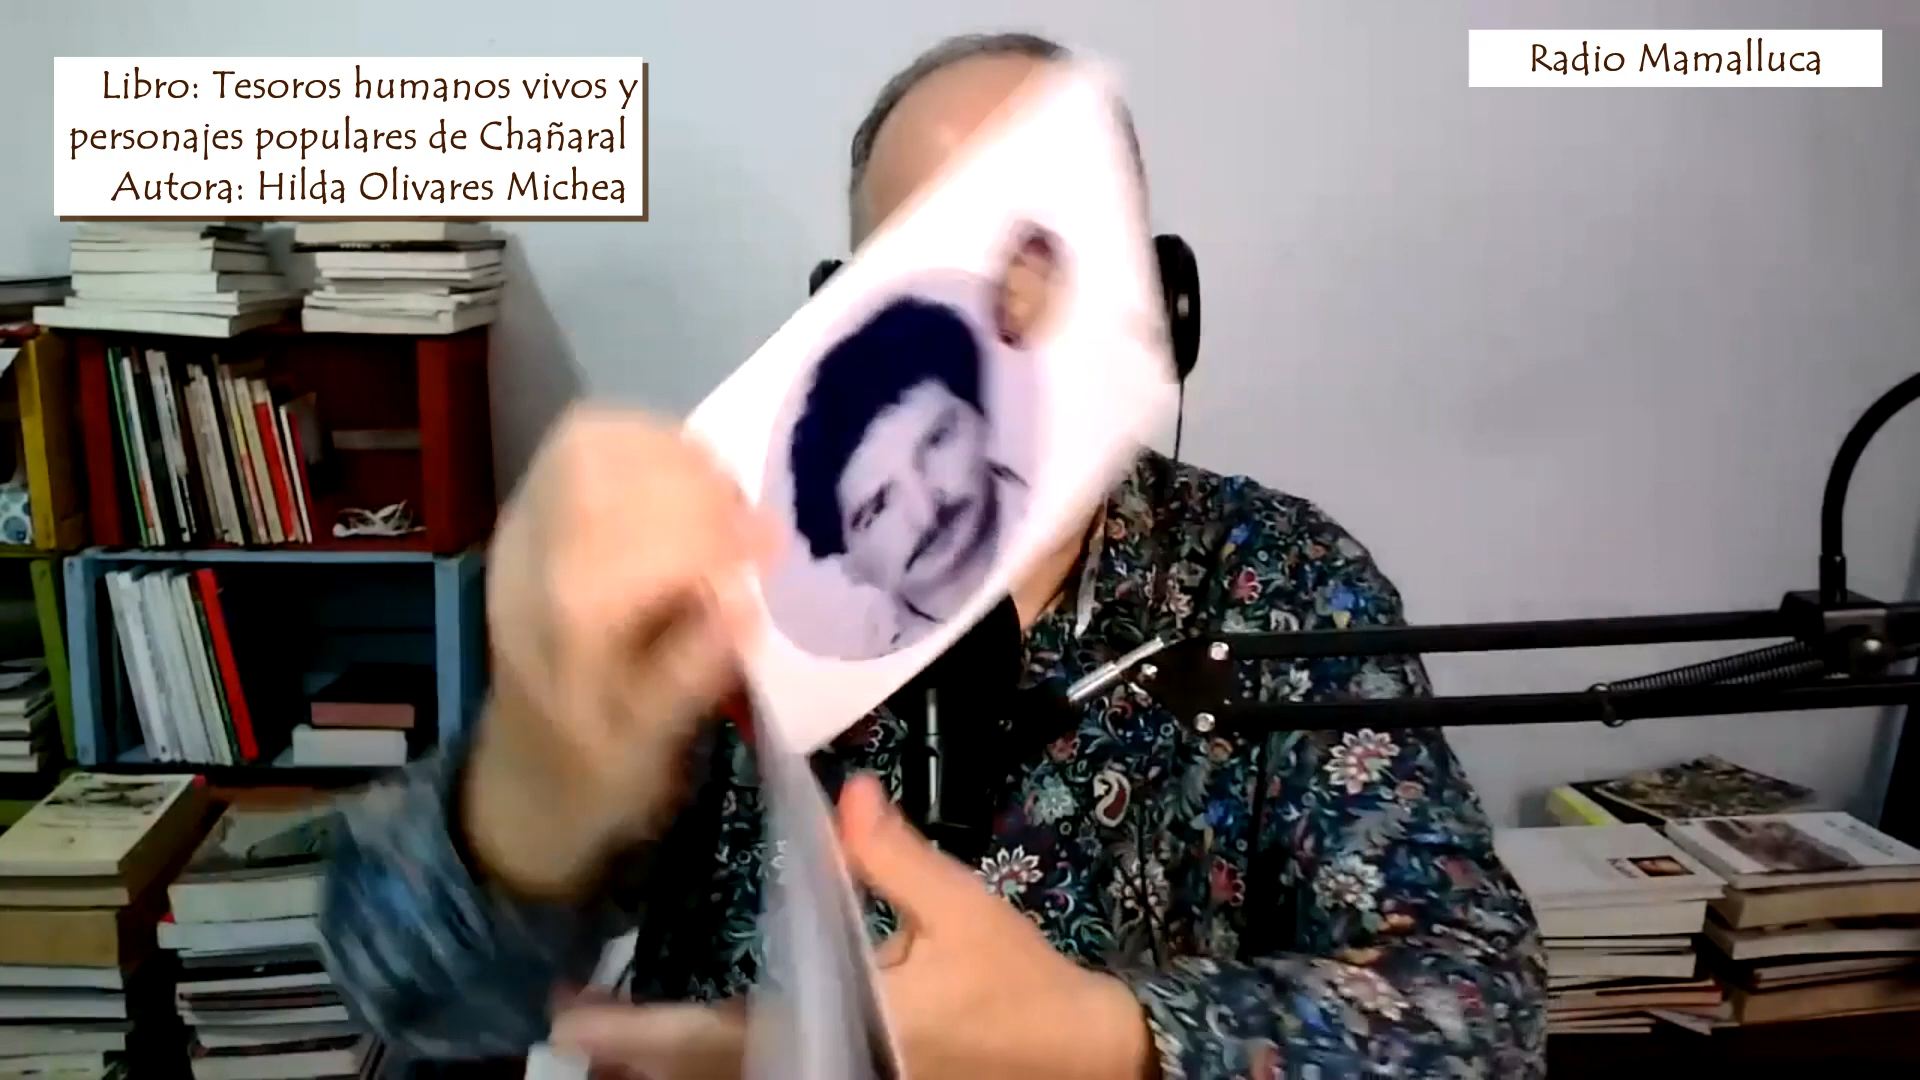 Libro: Tesoros humanos vivos y
personajes populares de Chañaral
Autora: Hilda Olivares Michea
Radio Mamalluca